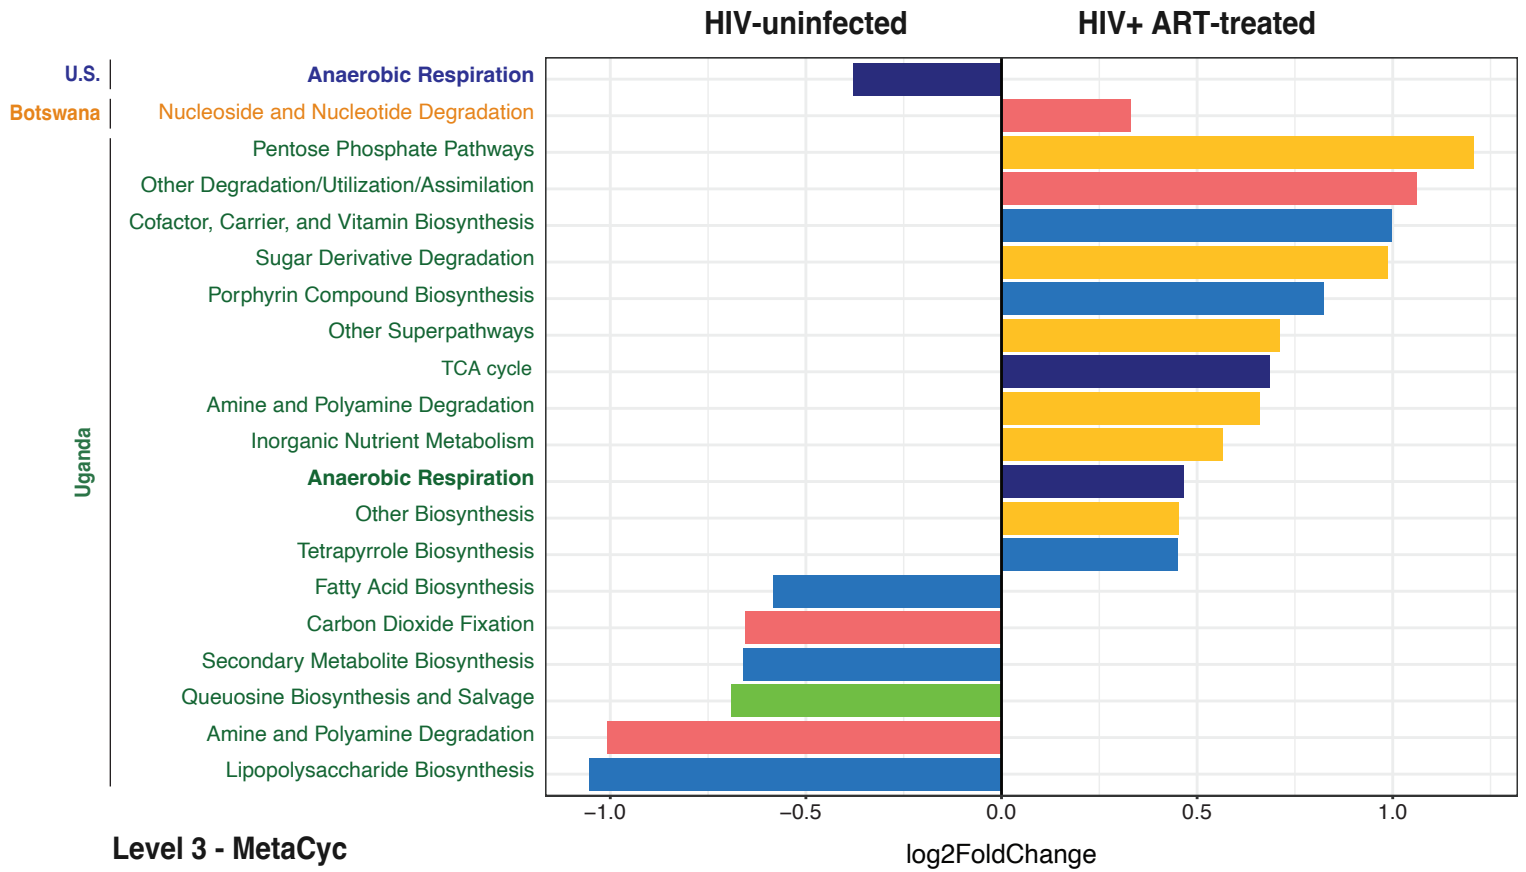 HIV-uninfected
HIV+ ART-treated
U.S.
Anaerobic Respiration
Botswana
Nucleoside and Nucleotide Degradation
Uganda
Pentose Phosphate Pathways
Other Degradation/Utilization/Assimilation
Cofactor, Carrier, and Vitamin Biosynthesis
Sugar Derivative Degradation
Porphyrin Compound Biosynthesis
Other Superpathways
TCA cycle
Amine and Polyamine Degradation
Inorganic Nutrient Metabolism
Anaerobic Respiration
Other Biosynthesis
Tetrapyrrole Biosynthesis
Fatty Acid Biosynthesis
Carbon Dioxide Fixation
Secondary Metabolite Biosynthesis
Queuosine Biosynthesis and Salvage
Amine and Polyamine Degradation
Lipopolysaccharide Biosynthesis
−1.0 −0.5 0.0 0.5 1.0
Level 3 - MetaCyc
log2FoldChange